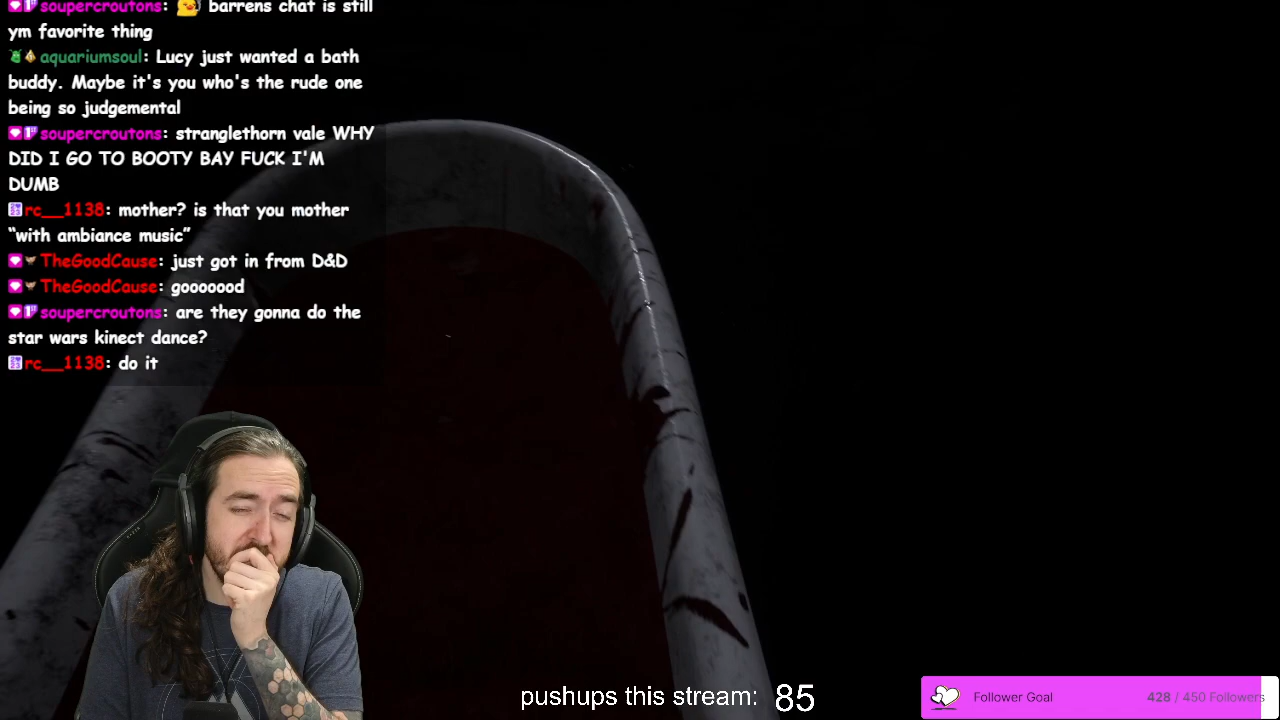 soupercroutons: barrens chat is still
ym favorite thing
aquariumsoul: Lucy just wanted a bath
buddy. Maybe it's you who's the rude one
being so judgemental
soupercroutons: stranglethorn vale WHY
DID I GO TO BOOTY BAY FUCK I'M
DUMB
rc__1138: mother? is that you mother
“with ambiance music”
TheGoodCause: just got in from D&D
TheGoodCause: gooooood
soupercroutons: are they gonna do the
star wars kinect dance?
rc__1138: do it
pushups this stream: 85
Follower Goal 428 / 450 Followers